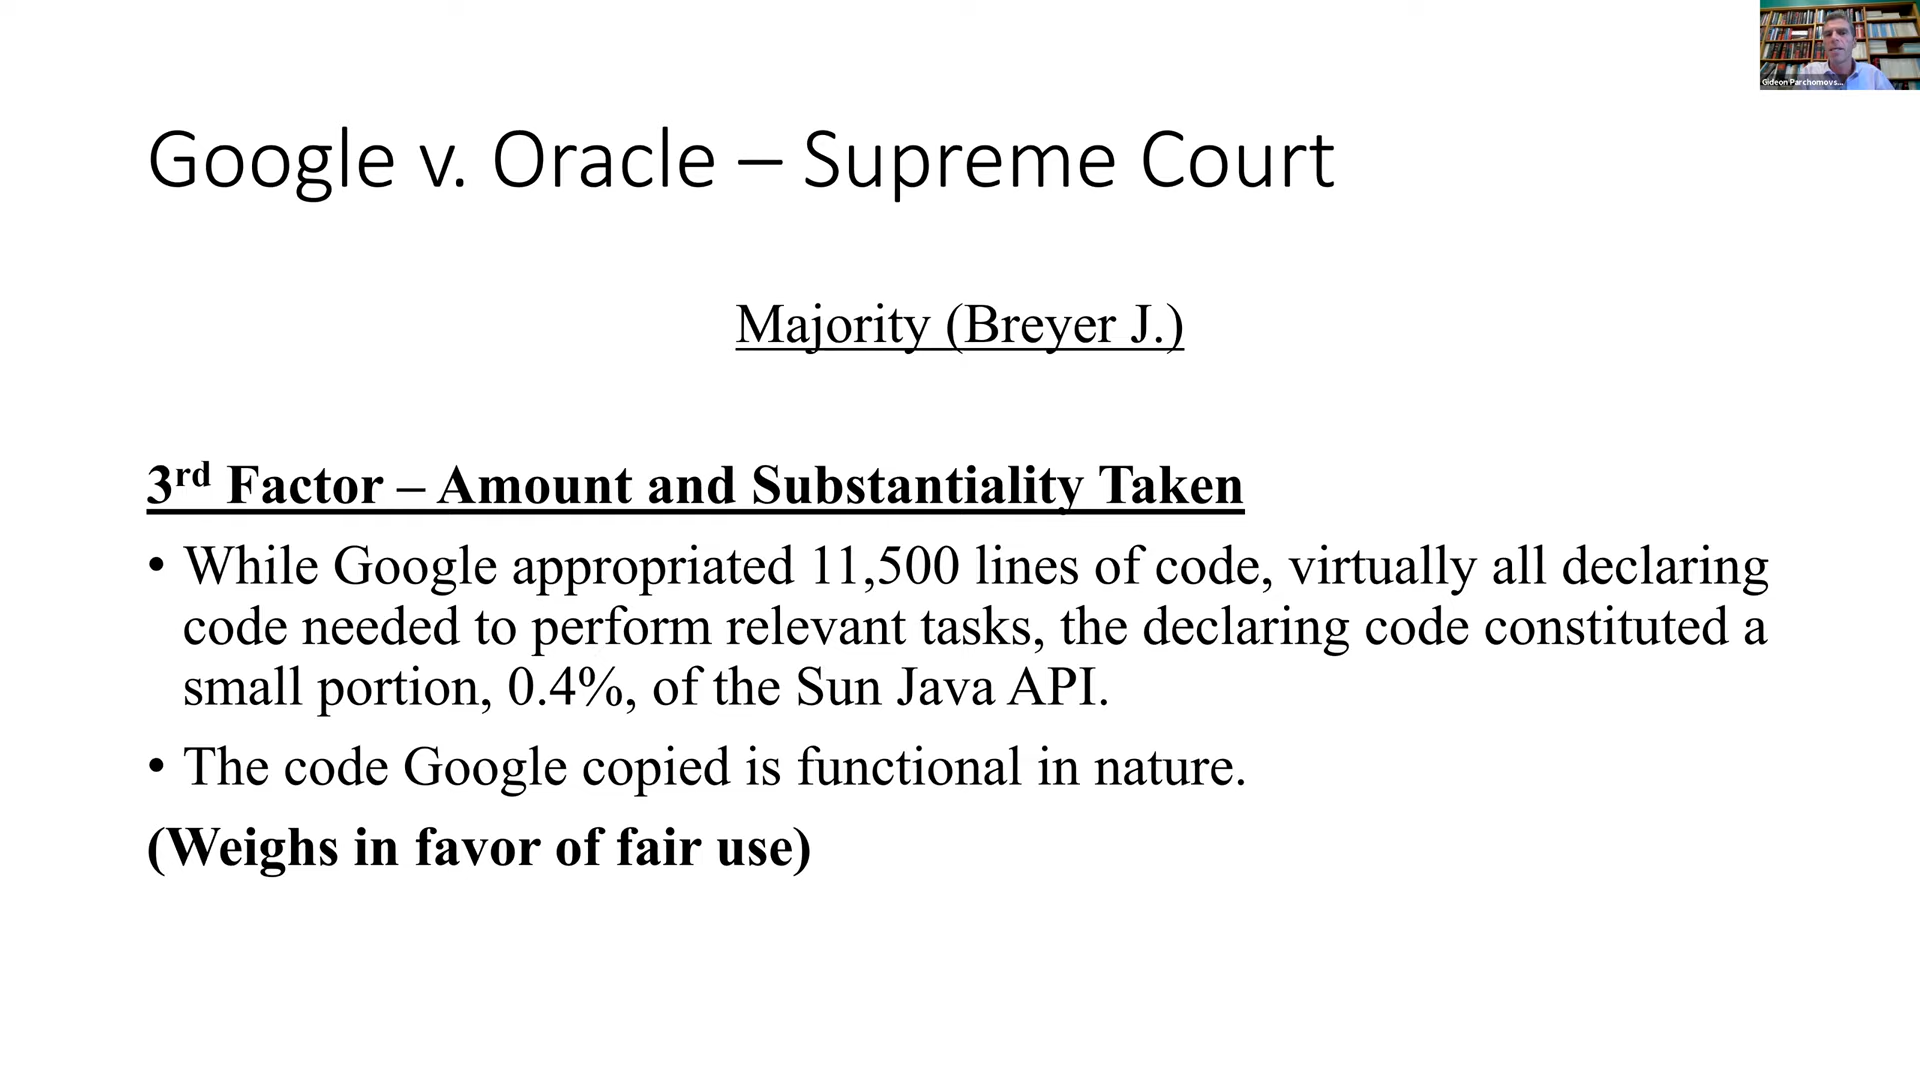 Gideon Parchomovs...
Google v. Oracle – Supreme Court
Majority (Breyer J.)
3rd Factor – Amount and Substantiality Taken
• While Google appropriated 11,500 lines of code, virtually all declaring
code needed to perform relevant tasks, the declaring code constituted a
small portion, 0.4%, of the Sun Java API.
• The code Google copied is functional in nature.
(Weighs in favor of fair use)